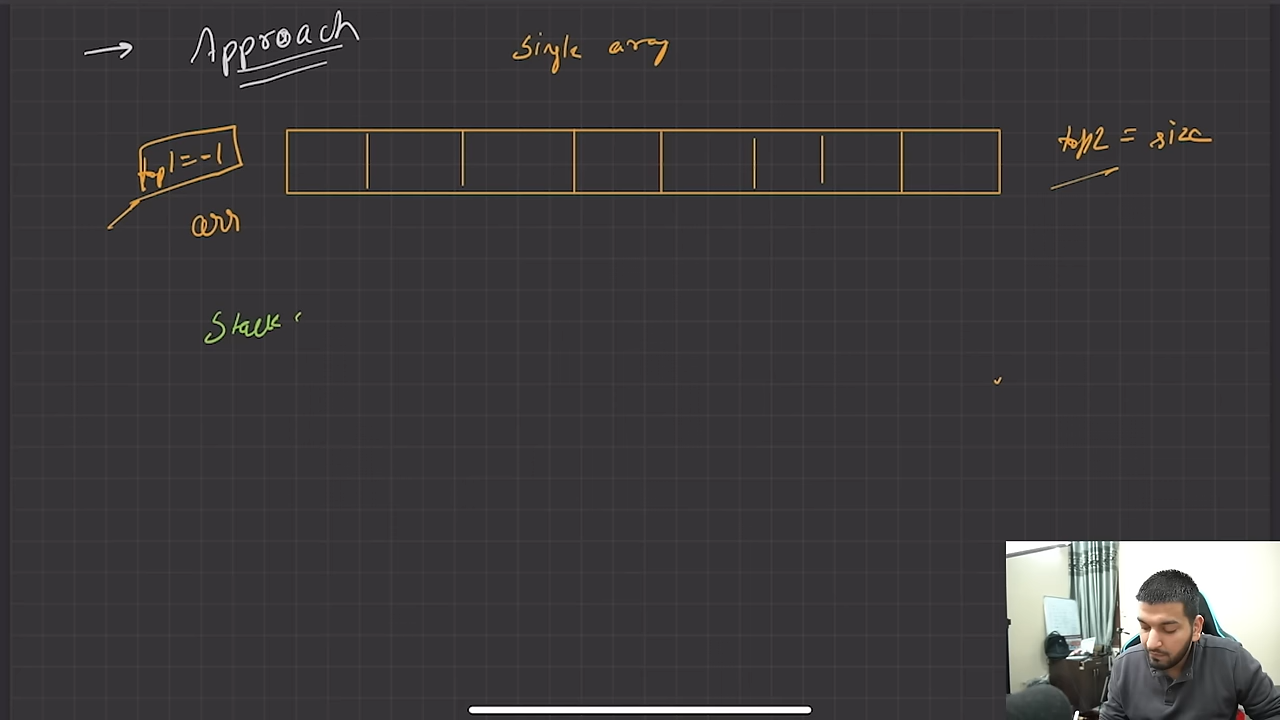 → Approach
single array
top1 = -1
top2 = size
arr
Stack